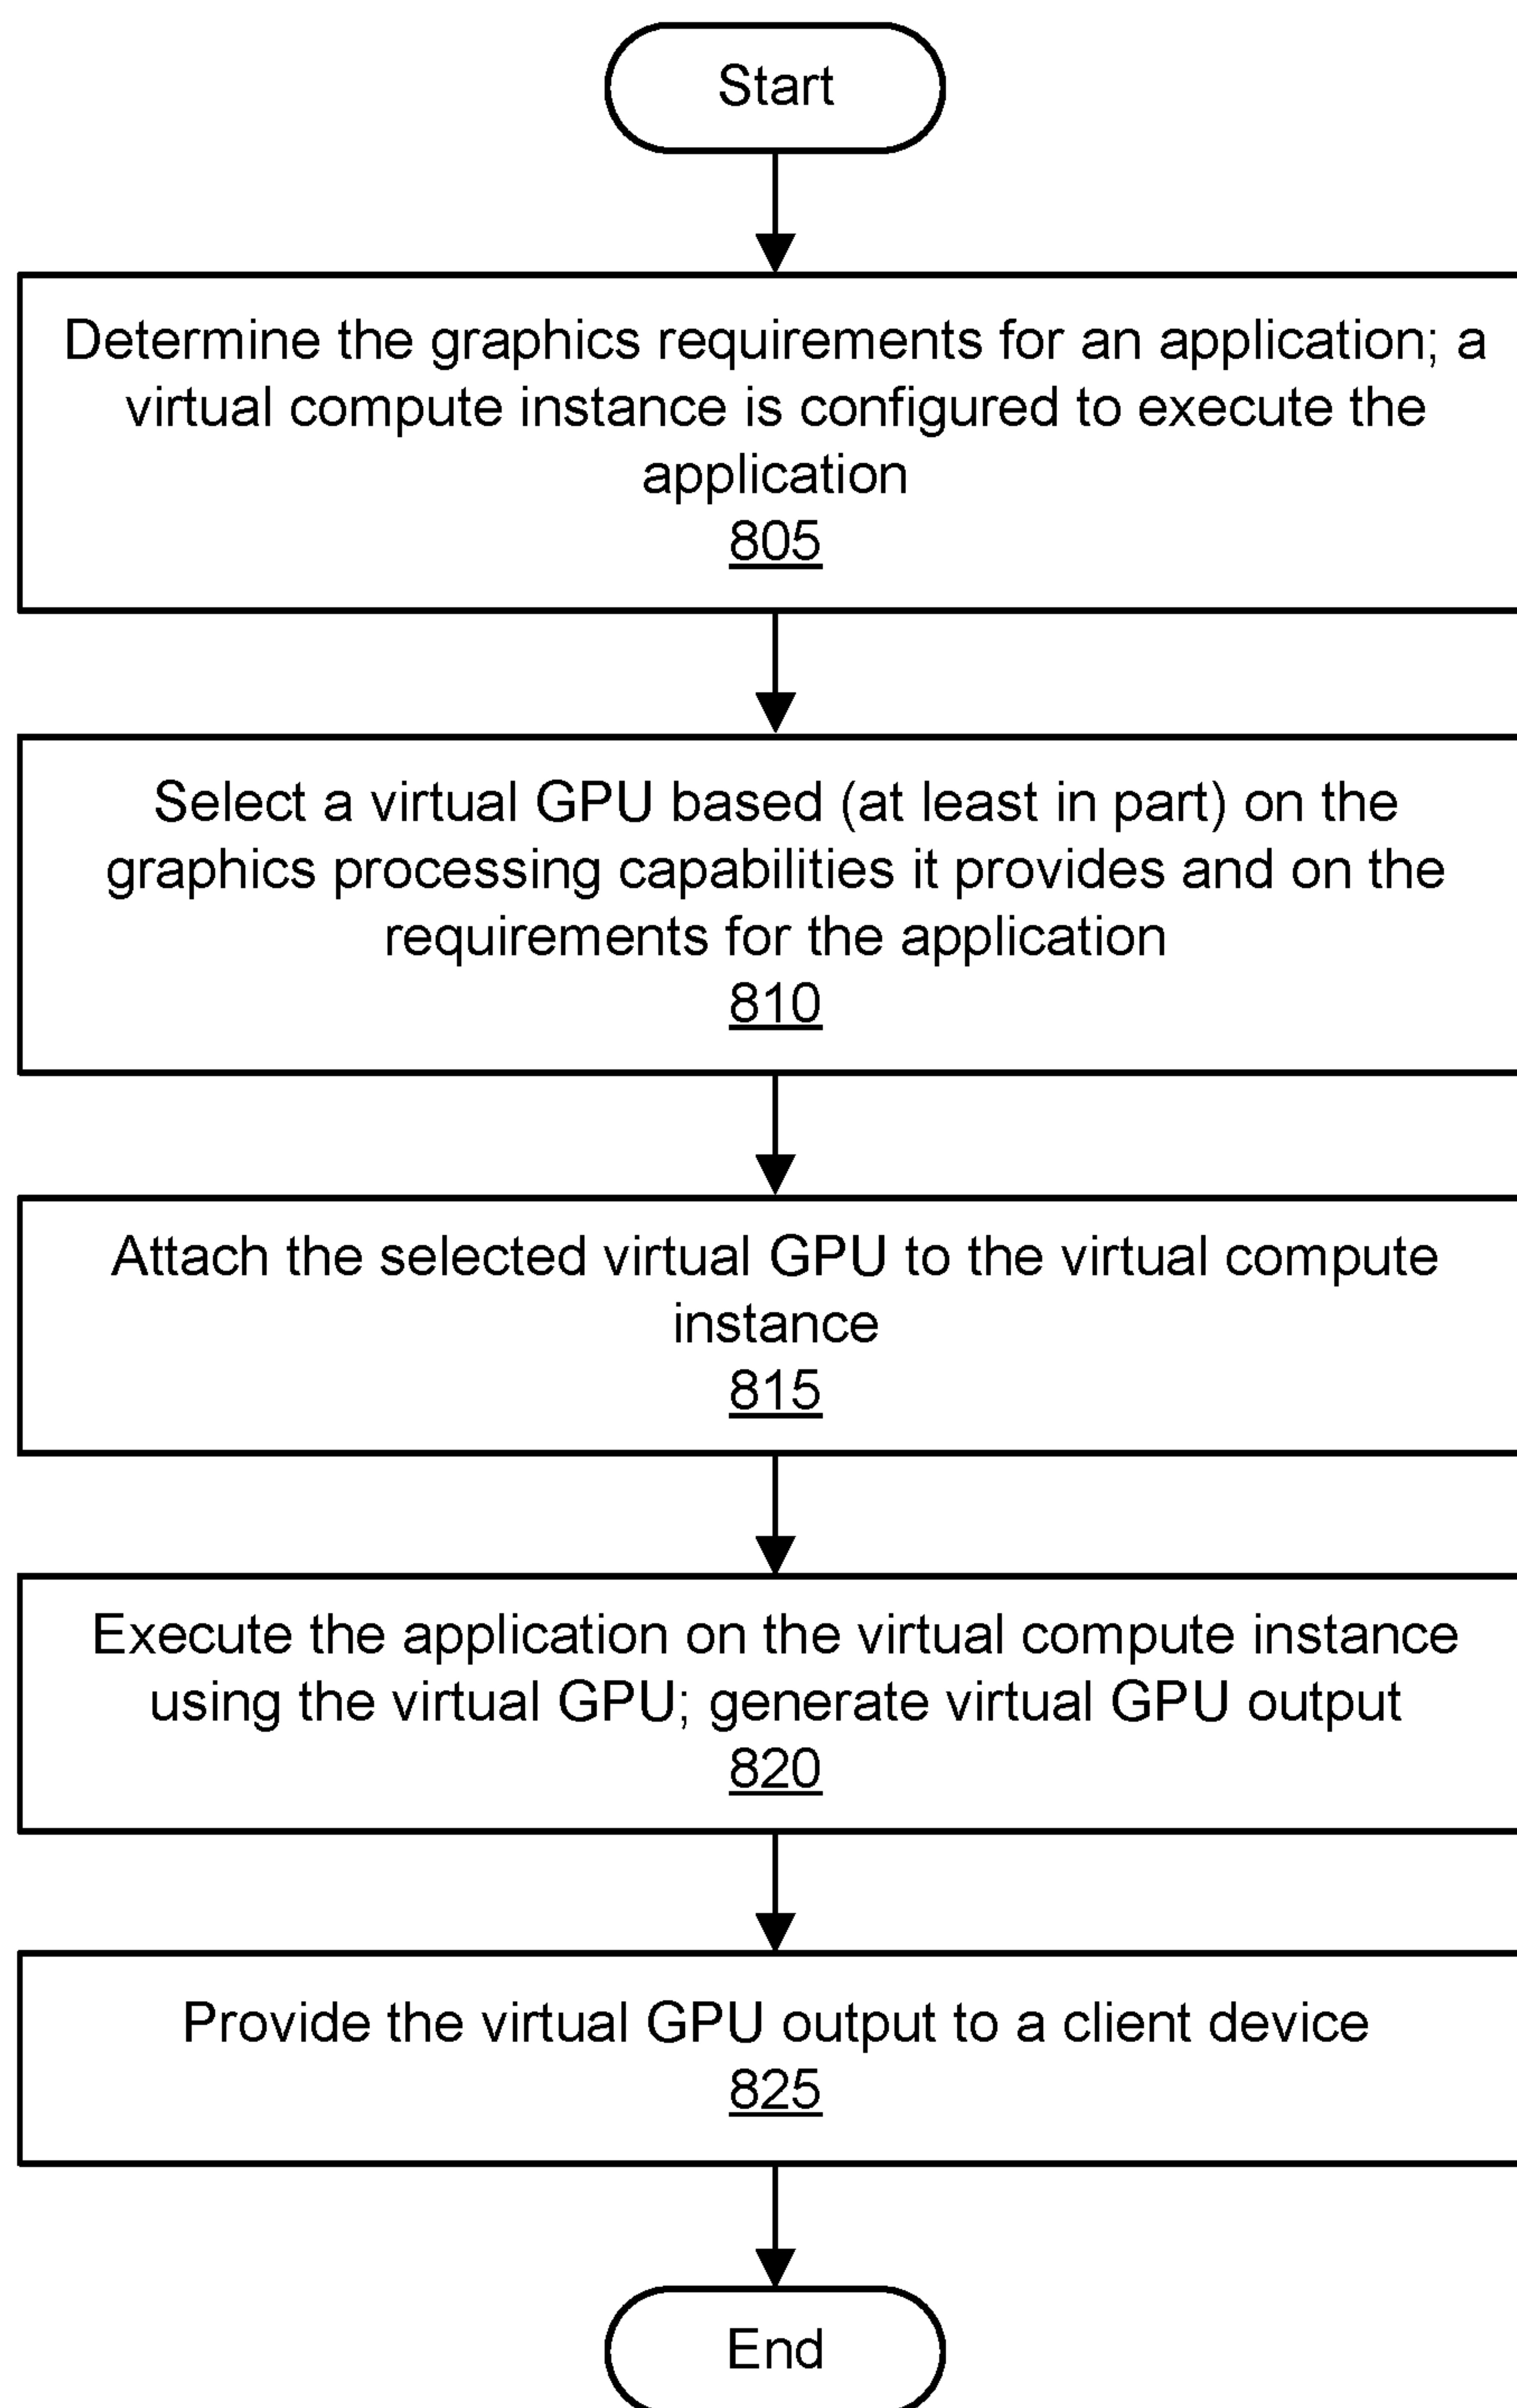 Start
Determine the graphics requirements for an application; a
virtual compute instance is configured to execute the
application
805
Select a virtual GPU based (at least in part) on the
graphics processing capabilities it provides and on the
requirements for the application
810
Attach the selected virtual GPU to the virtual compute
instance
815
Execute the application on the virtual compute instance
using the virtual GPU; generate virtual GPU output
820
Provide the virtual GPU output to a client device
825
End